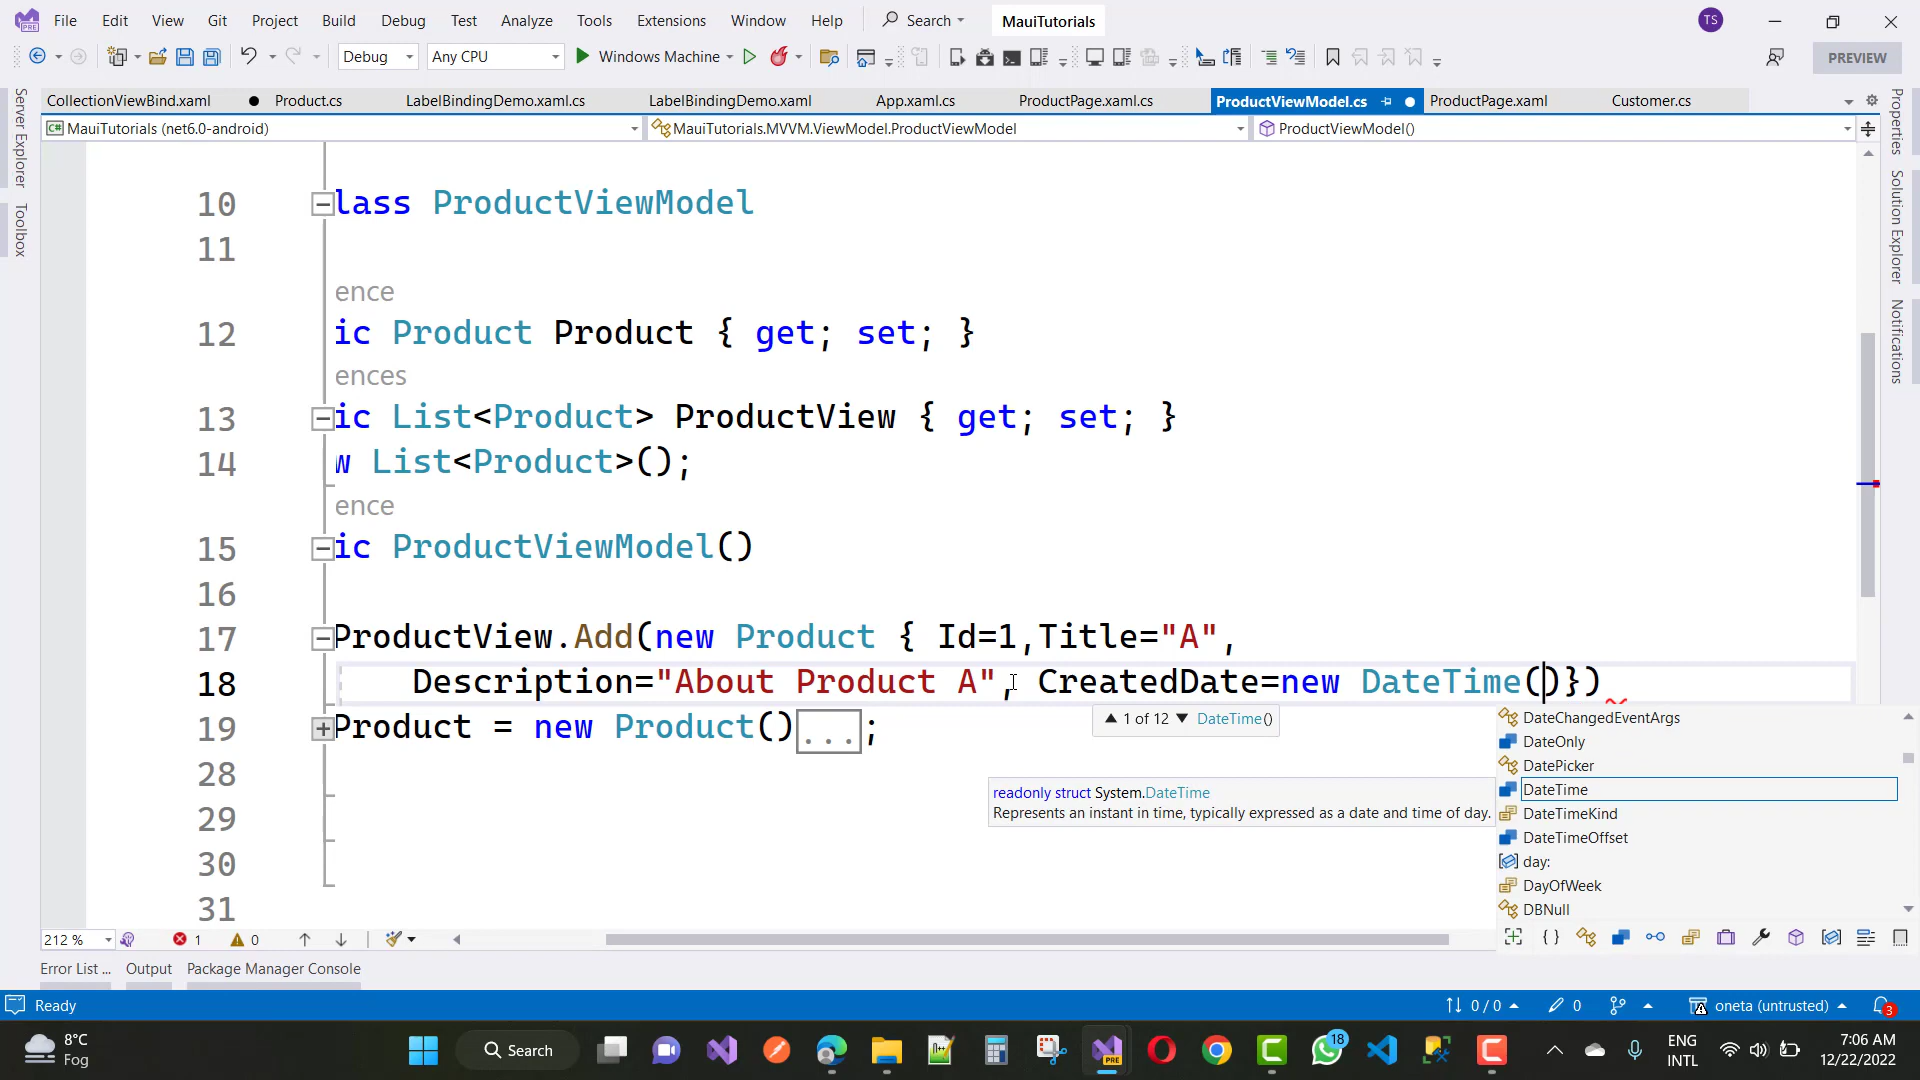 File Edit View Git Project Build Debug Test Analyze Tools Extensions Window Help Search MauiTutorials TS
Debug Any CPU Windows Machine PREVIEW
CollectionViewBind.xaml Product.cs LabelBindingDemo.xaml.cs LabelBindingDemo.xaml App.xaml.cs ProductPage.xaml.cs ProductViewModel.cs ProductPage.xaml Customer.cs
MauiTutorials (net6.0-android) MauiTutorials.MVVM.ViewModel.ProductViewModel ProductViewModel()
Server Explorer
Toolbox
Properties
Solution Explorer
Notifications
10 lass ProductViewModel
11
ence
12 ic Product Product { get; set; }
ences
13 ic List<Product> ProductView { get; set; }
14 w List<Product>();
ence
15 ic ProductViewModel()
16
17 ProductView.Add(new Product { Id=1,Title="A",
18 Description="About Product A", CreatedDate=new DateTime()})
19 Product = new Product()...;
28
29
30
31
1 of 12 DateTime()
readonly struct System.DateTime
Represents an instant in time, typically expressed as a date and time of day.
DateChangedEventArgs
DateOnly
DatePicker
DateTime
DateTimeKind
DateTimeOffset
day:
DayOfWeek
DBNull
212 % 1 0
Error List ... Output Package Manager Console
Ready 0 / 0 0 oneta (untrusted) 3
8°C
Fog
Search
PRE
18
ENG
INTL
7:06 AM
12/22/2022